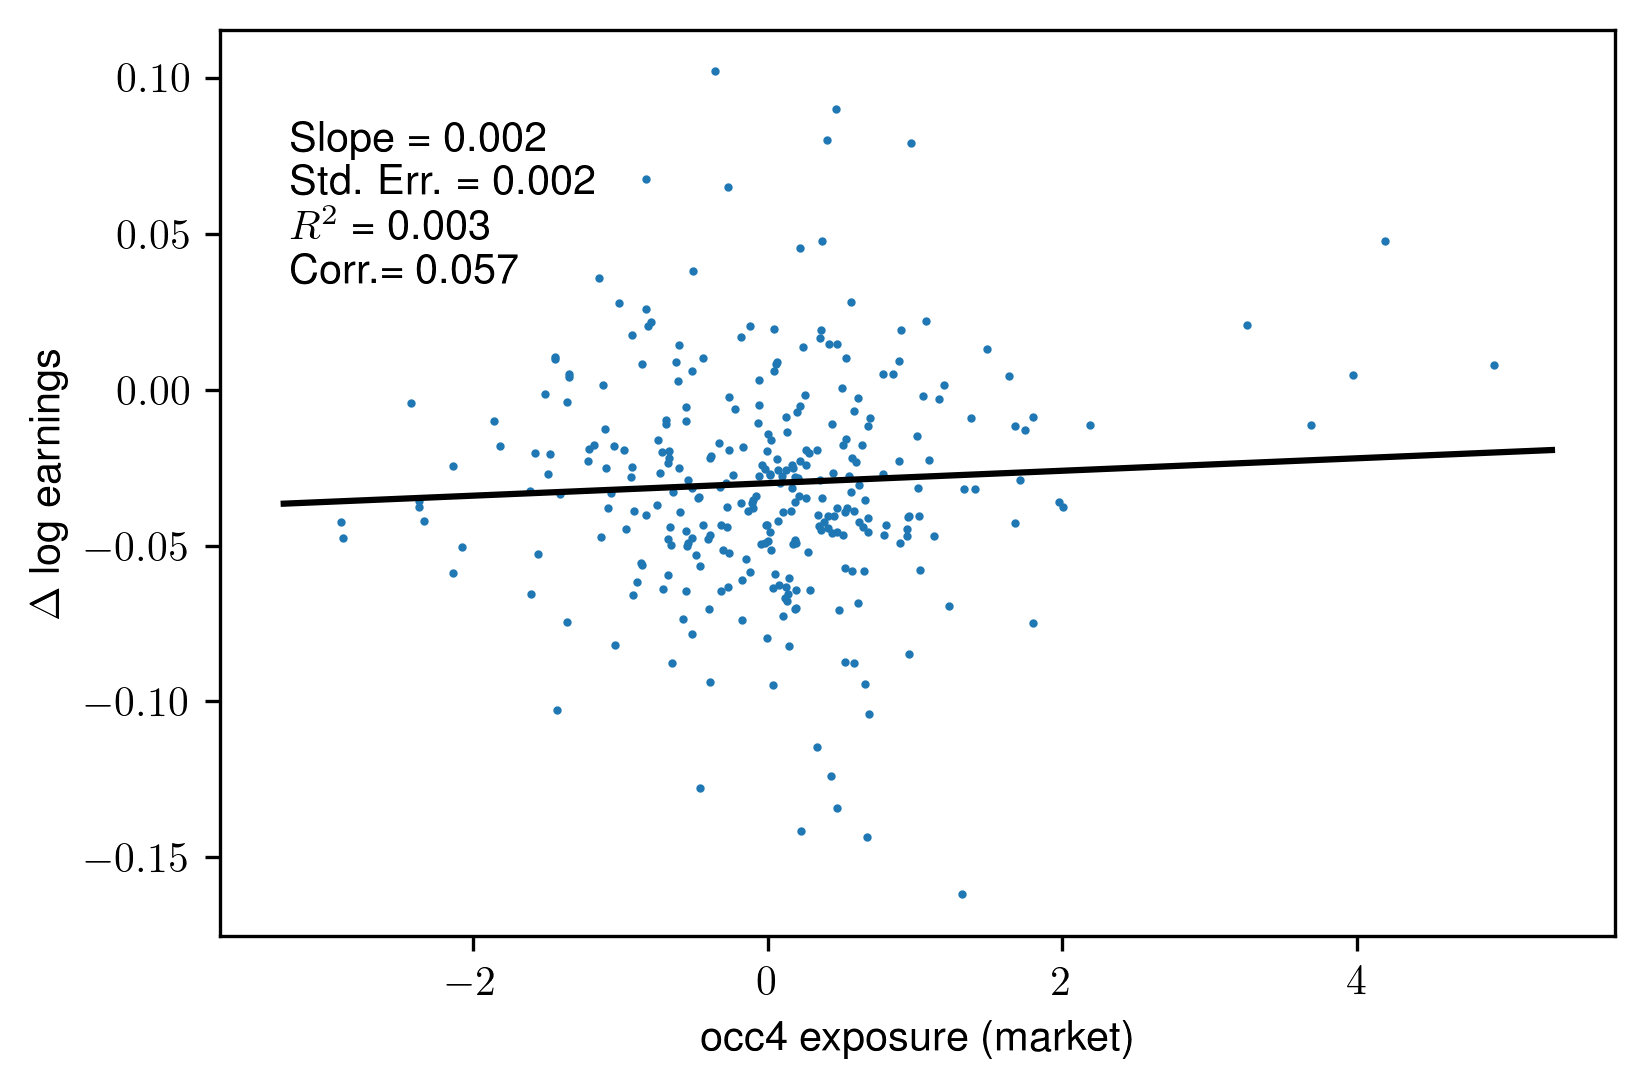 0.10
0.05
0.00
−0.05
−0.10
−0.15
Δ log earnings
Slope = 0.002
Std. Err. = 0.002
R² = 0.003
Corr.= 0.057
−2
0
2
4
occ4 exposure (market)